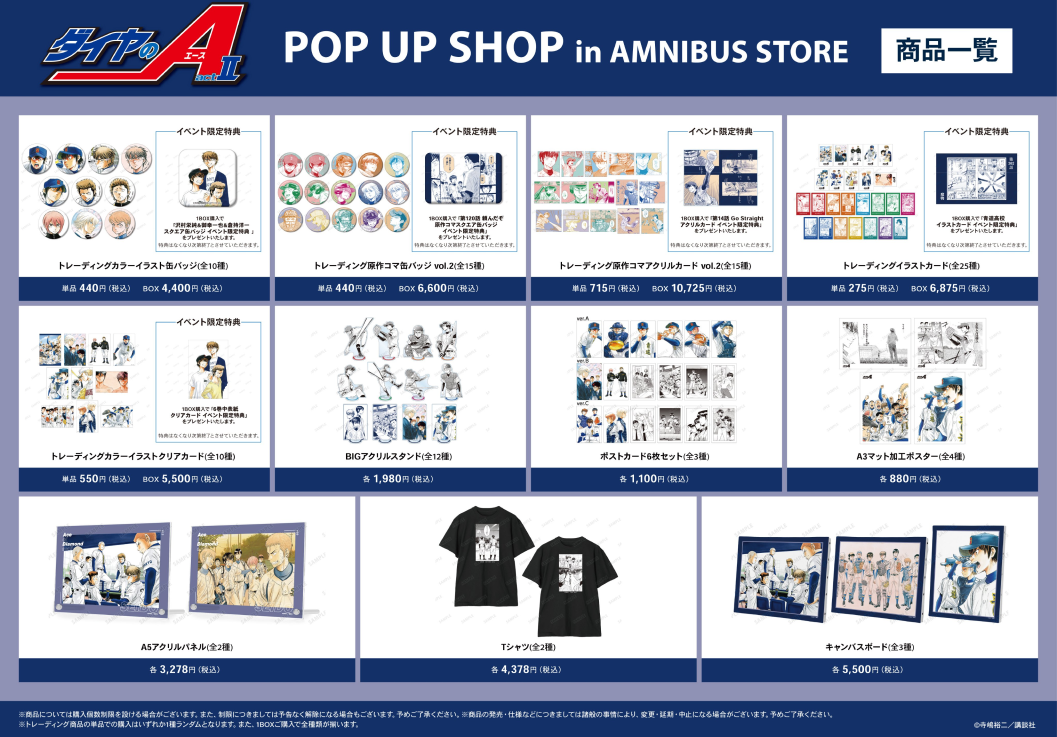 ダイヤのA
エース
actII
POP UP SHOP in AMNIBUS STORE
商品一覧
イベント限定特典
1BOX購入で
「沢村栄純&御幸一也&倉持洋一
スクエア缶バッジ イベント限定特典 」
をプレゼントいたします。
特典はなくなり次第終了とさせていただきます。
トレーディングカラーイラスト缶バッジ(全10種)
単品 440円(税込) BOX 4,400円(税込)
イベント限定特典
1BOX購入で「第120話 頼んだぞ
原作コマスクエア缶バッジ
イベント限定特典」
をプレゼントいたします。
特典はなくなり次第終了とさせていただきます。
トレーディング原作コマ缶バッジ vol.2(全15種)
単品 440円(税込) BOX 6,600円(税込)
イベント限定特典
1BOX購入で「第14話 Go Straight
アクリルカード イベント限定特典」
をプレゼントいたします。
特典はなくなり次第終了とさせていただきます。
トレーディング原作コマアクリルカード vol.2(全15種)
単品 715円(税込) BOX 10,725円(税込)
イベント限定特典
1BOX購入で「青道高校
イラストカード イベント限定特典」
をプレゼントいたします。
特典はなくなり次第終了とさせていただきます。
トレーディングイラストカード(全25種)
単品 275円(税込) BOX 6,875円(税込)
イベント限定特典
1BOX購入で「6巻中表紙
クリアカード イベント限定特典」
をプレゼントいたします。
特典はなくなり次第終了とさせていただきます。
トレーディングカラーイラストクリアカード(全10種)
単品 550円(税込) BOX 5,500円(税込)
BIGアクリルスタンド(全12種)
各 1,980円(税込)
ver.A
ver.B
ver.C
ポストカード6枚セット(全3種)
各 1,100円(税込)
A3マット加工ポスター(全4種)
各 880円(税込)
Ace
Diamond
Ace
Diamond
A5アクリルパネル(全2種)
各 3,278円(税込)
Tシャツ(全2種)
各 4,378円(税込)
キャンバスボード(全3種)
各 5,500円(税込)
※商品については購入個数制限を設ける場合がございます。また、制限につきましては予告なく解除になる場合もございます。予めご了承ください。※商品の発売・仕様などにつきましては諸般の事情により、変更・延期・中止になる場合がございます。予めご了承ください。
※トレーディング商品の単品での購入はいずれか1種ランダムとなります。また、1BOXご購入で全種類が揃います。
©寺嶋裕二/講談社